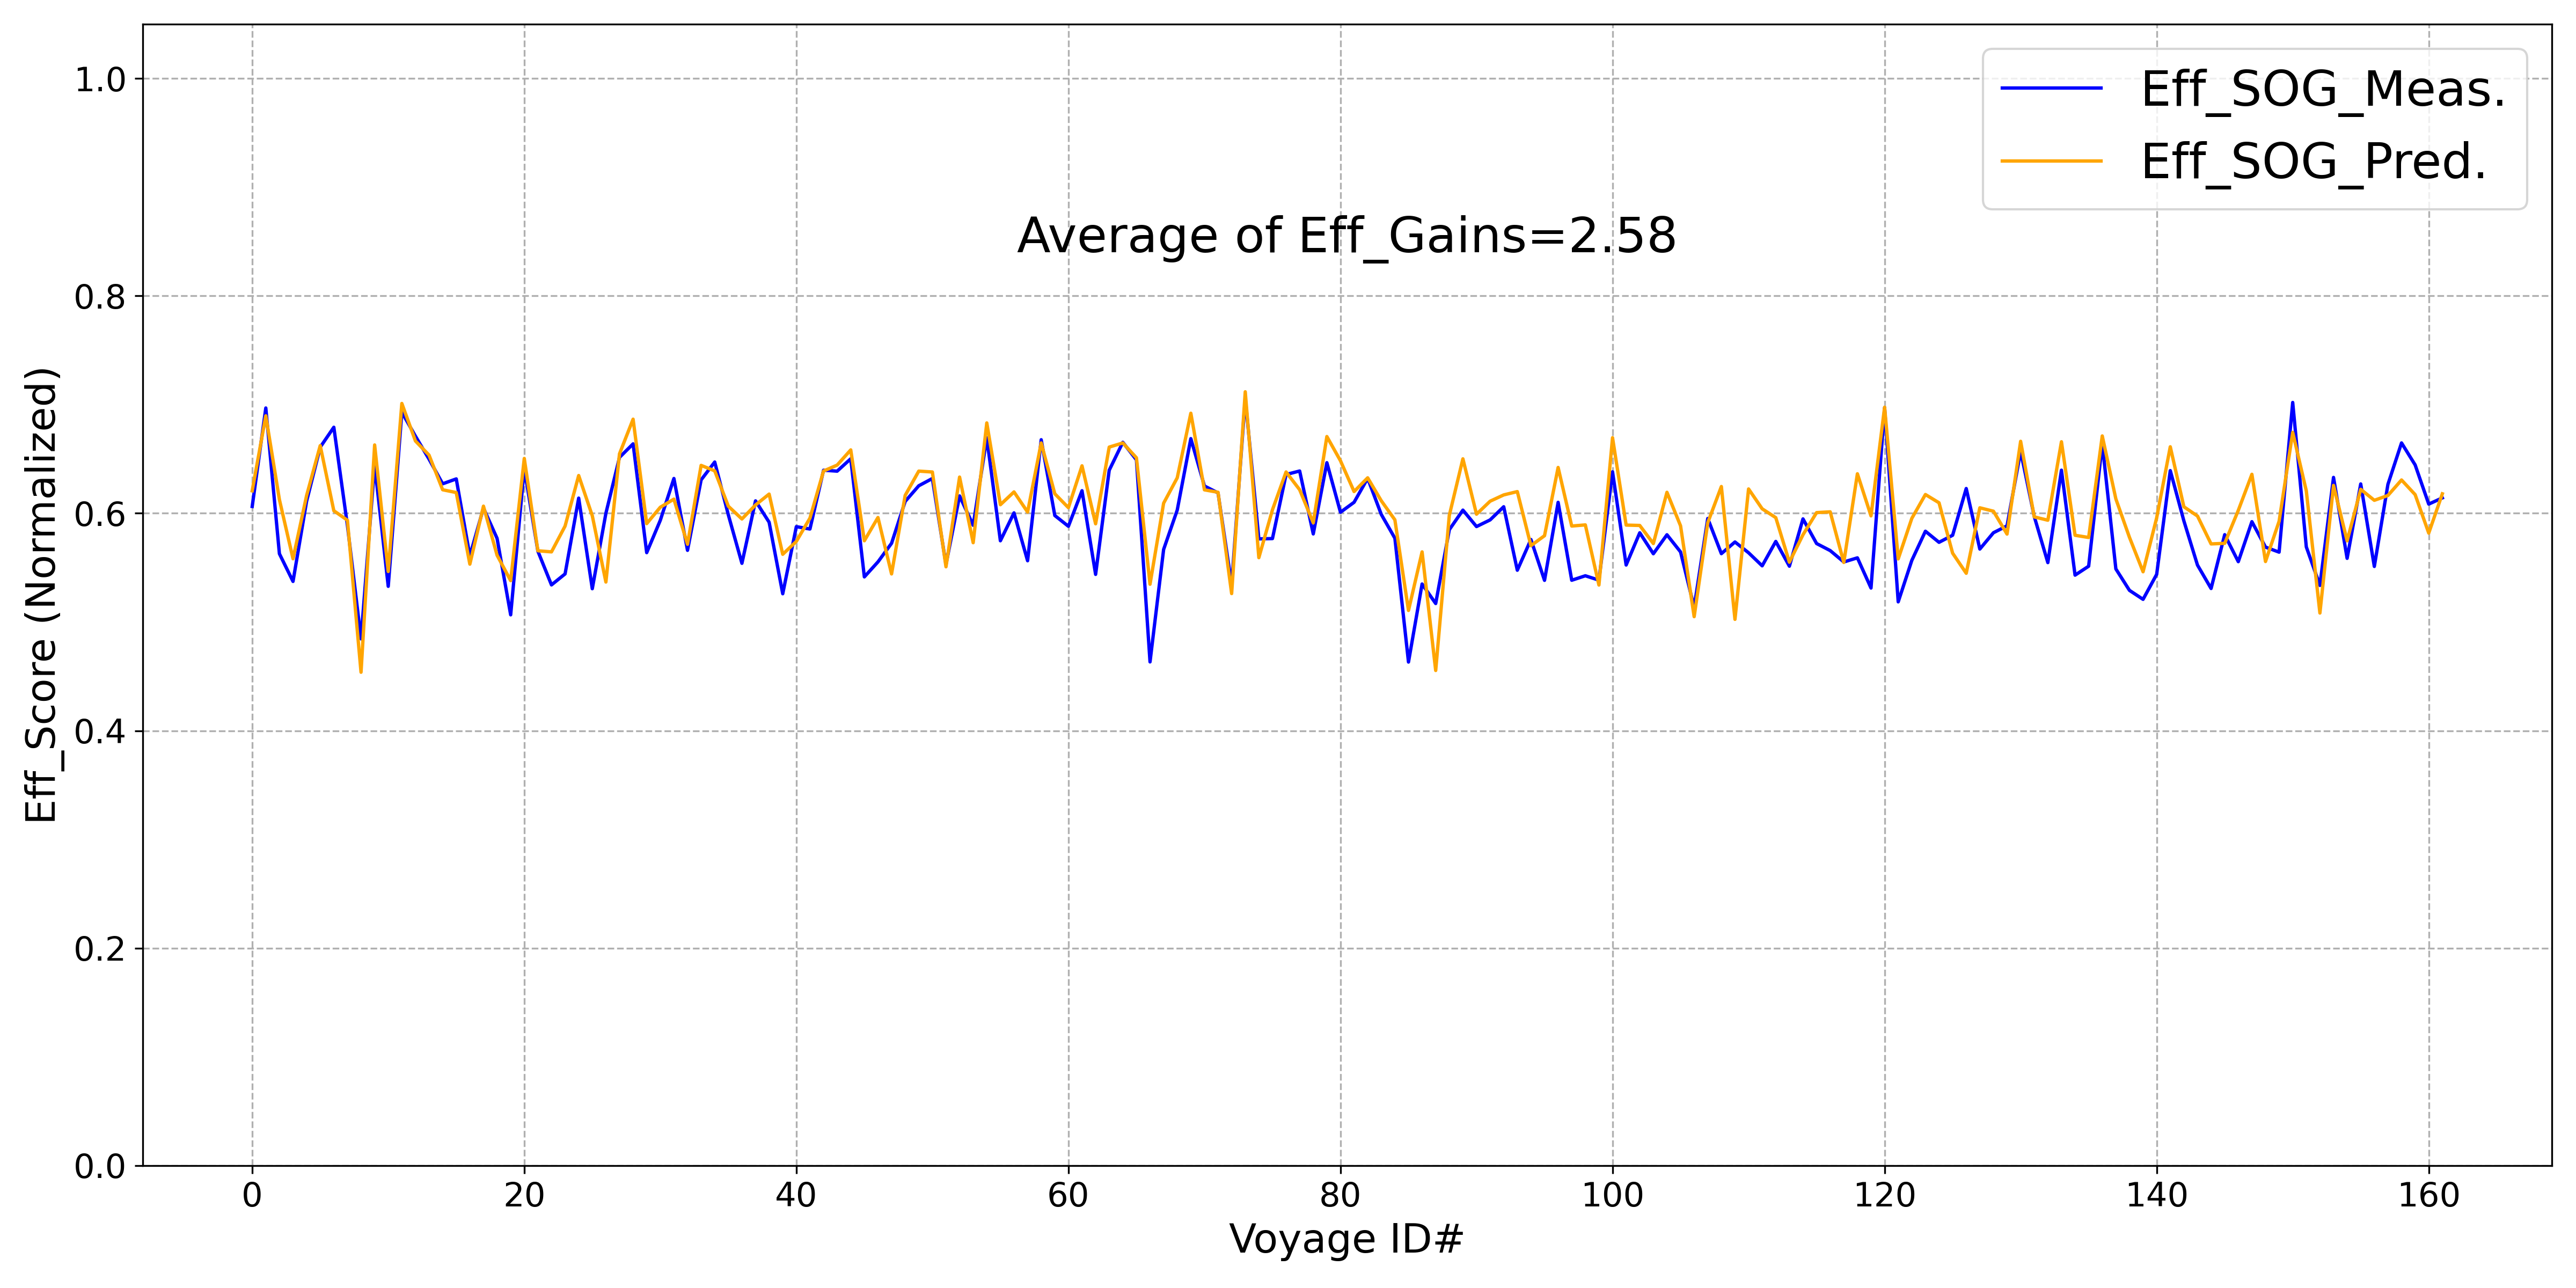 Eff_SOG_Meas.
Eff_SOG_Pred.
Average of Eff_Gains=2.58
Eff_Score (Normalized)
1.0
0.8
0.6
0.4
0.2
0.0
0 20 40 60 80 100 120 140 160
Voyage ID#